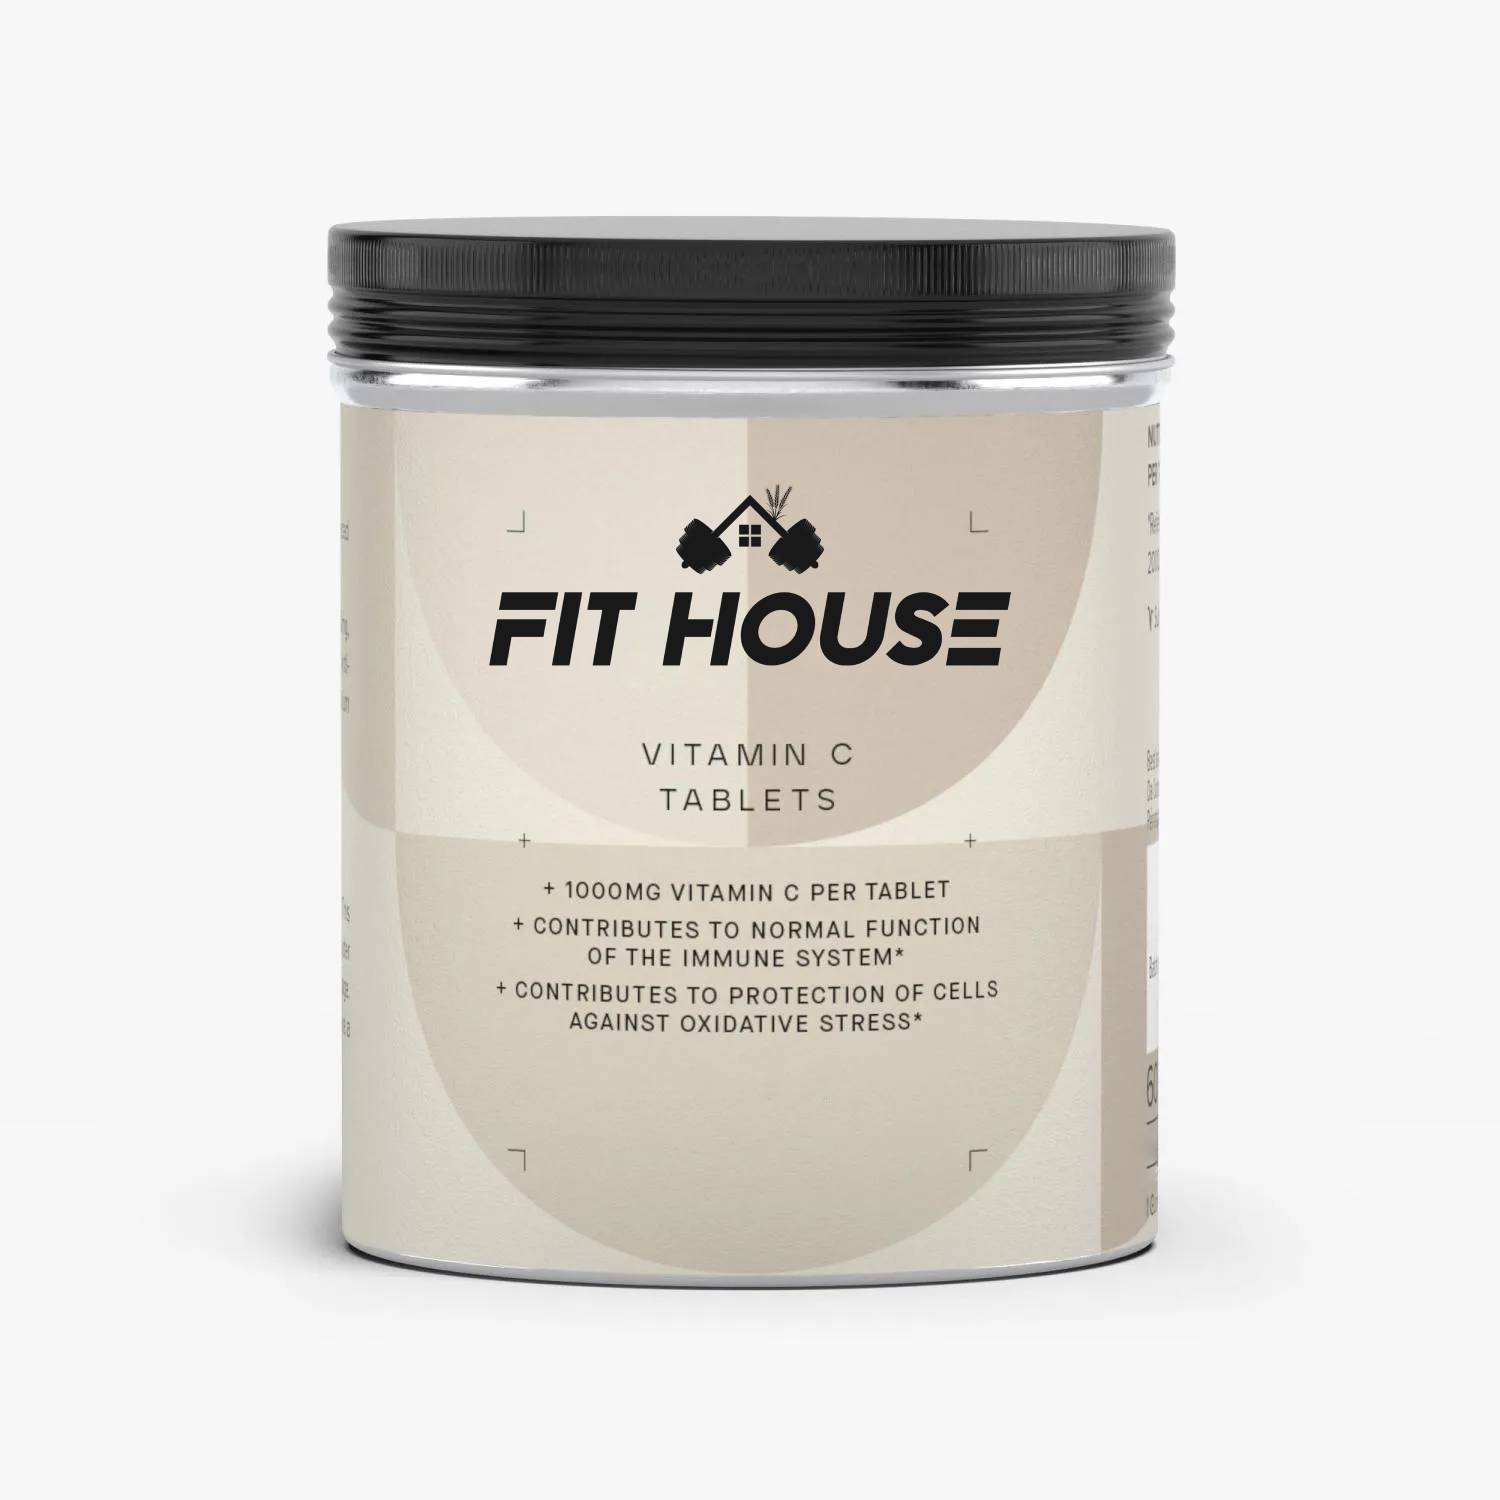 FIT HOUSE
VITAMIN C
TABLETS
+ 1000MG VITAMIN C PER TABLET
+ CONTRIBUTES TO NORMAL FUNCTION
OF THE IMMUNE SYSTEM*
+ CONTRIBUTES TO PROTECTION OF CELLS
AGAINST OXIDATIVE STRESS*